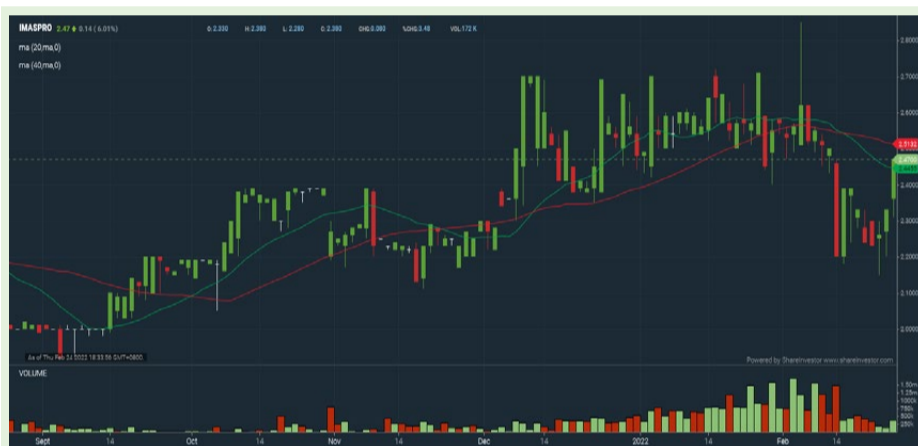 IMASPRO 2.47 0.14 (6.01%) O: 2.330 H: 2.380 L: 2.280 C: 2.380 CHG:0.080 %CHG:3.48 VOL:172 K
ma (20,ma,0)
ma (40,ma,0)
2.8000
2.7000
2.6000
2.5132
2.4700
2.4000
2.3000
2.2000
2.1000
2.0000
As of Thu Feb 24 2022 18:33:56 GMT+0800.
Powered by ShareInvestor www.shareinvestor.com
VOLUME
1.50m
1.25m
1000k
750k
500k
250k
Sept 14 Oct 14 Nov 14 Dec 14 2022 14 Feb 14